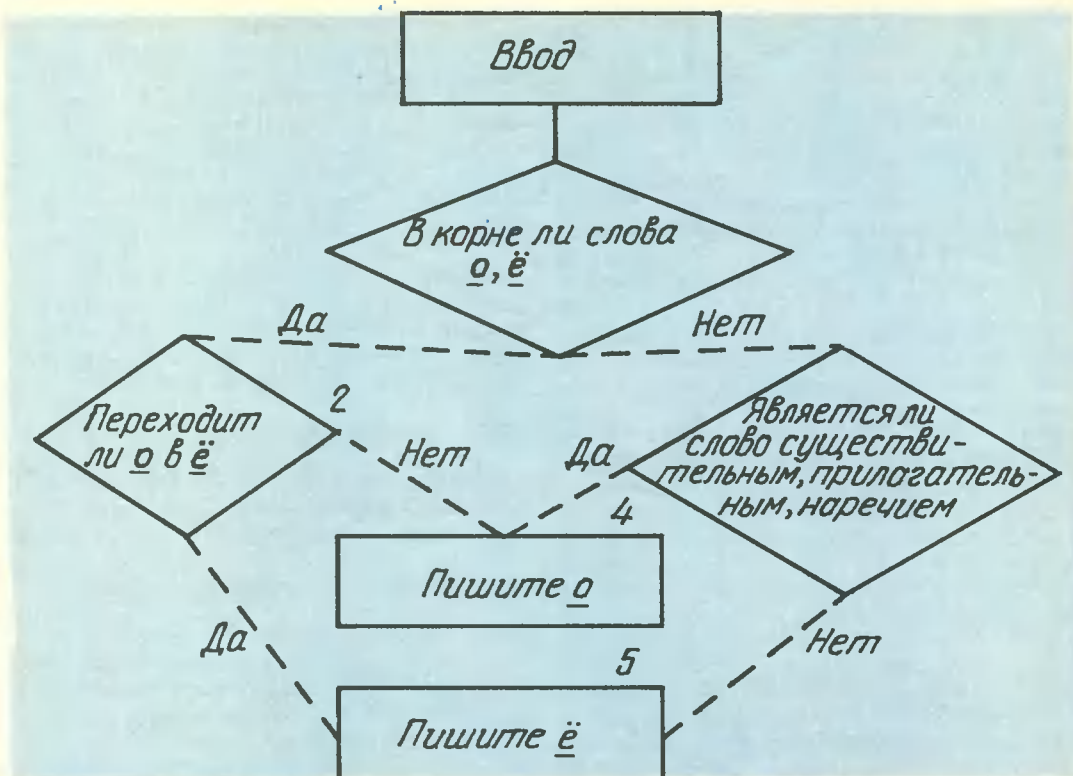 Ввод
В корне ли слова
о, ё
Да
Нет
Переходит
ли о в ё
2
Является ли
слово существи-
тельным, прилагатель-
ным, наречием
Нет
Да
4
Пишите о
Да
Нет
5
Пишите ё